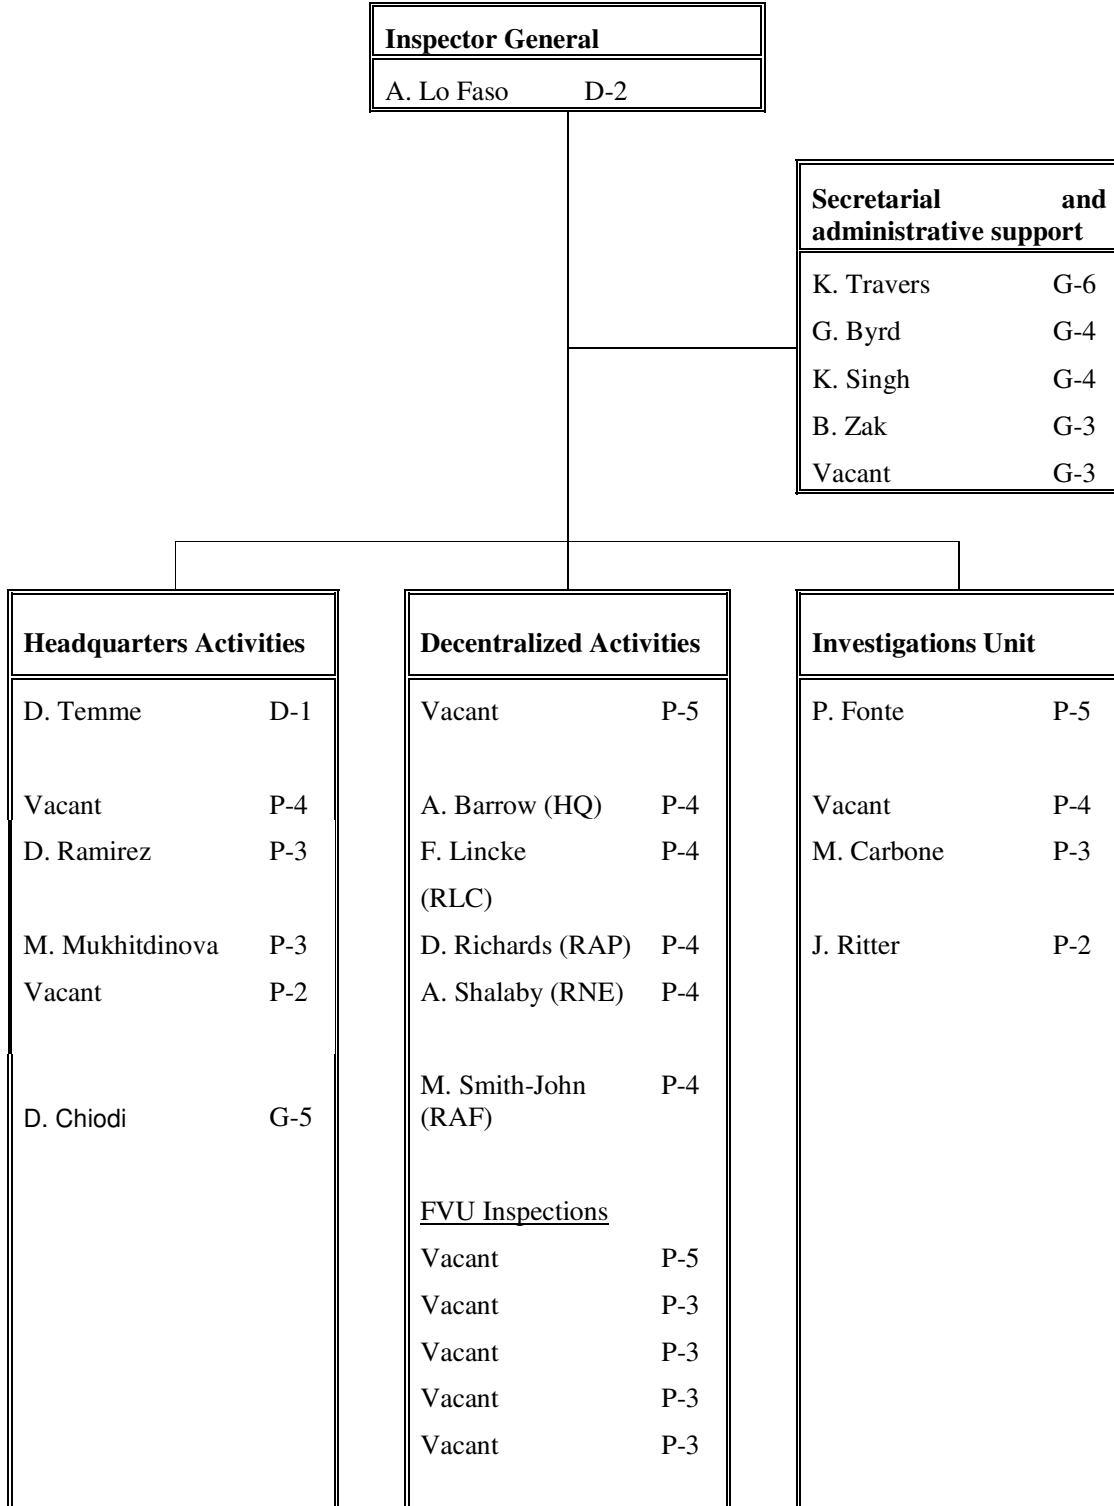 Inspector General
A. Lo Faso D-2
Secretarial and
administrative support
K. Travers G-6
G. Byrd G-4
K. Singh G-4
B. Zak G-3
Vacant G-3
Headquarters Activities
D. Temme D-1
Vacant P-4
D. Ramirez P-3
M. Mukhitdinova P-3
Vacant P-2
D. Chiodi G-5
Decentralized Activities
Vacant P-5
A. Barrow (HQ) P-4
F. Lincke P-4
(RLC)
D. Richards (RAP) P-4
A. Shalaby (RNE) P-4
M. Smith-John P-4
(RAF)
FVU Inspections
Vacant P-5
Vacant P-3
Vacant P-3
Vacant P-3
Vacant P-3
Investigations Unit
P. Fonte P-5
Vacant P-4
M. Carbone P-3
J. Ritter P-2